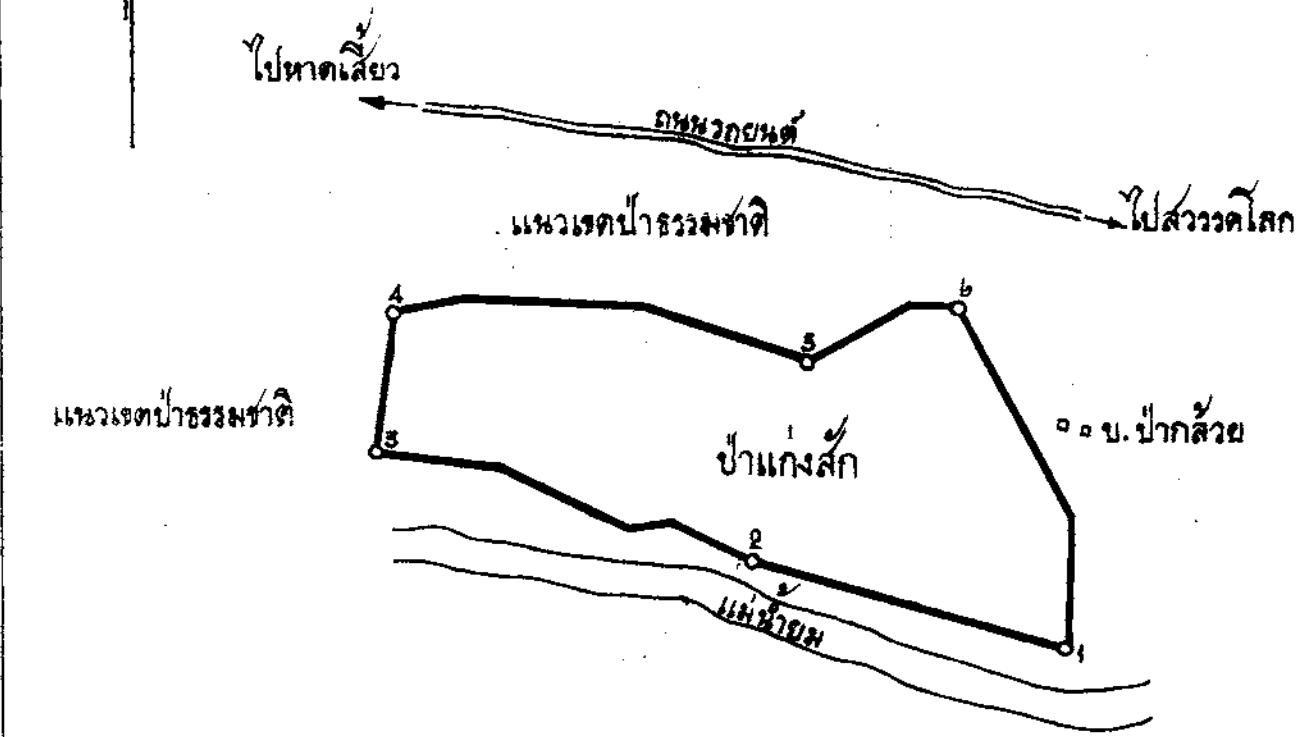 ไปหาดเสี้ยว
ถนนรถยนต์
ไปสวรรคโลก
แนวเขตป่าธรรมชาติ
4
6
5
แนวเขตป่าธรรมชาติ
3
ป่าแก่งสัก
บ. ป่ากล้วย
2
แม่น้ำยม
1